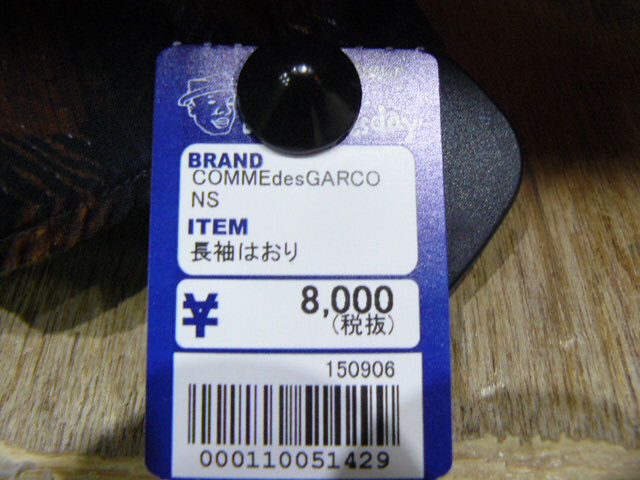 BRAND
COMMEdesGARCO
NS
ITEM
長袖はおり
¥ 8,000
(税抜)
150906
000110051429